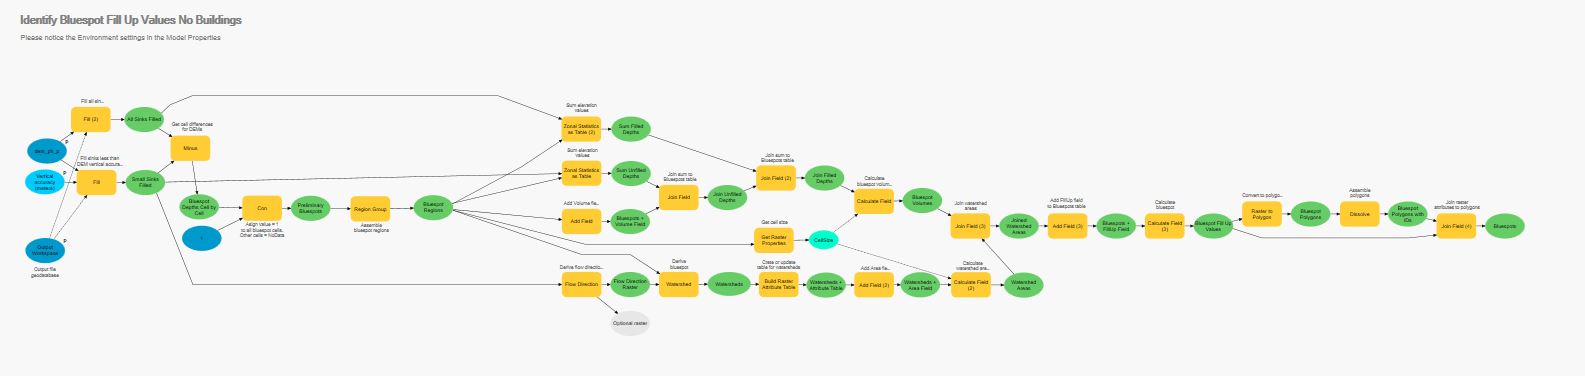 Identify Bluespot Fill Up Values No Buildings
Please notice the Environment settings in the Model Properties
Fill all sin...
Fill (2)
All Sinks Filled
Get cell differences
for DEMs
Minus
P
Fill sinks less than
DEM vertical accura...
Vertical
accuracy
(meters)
P
Fill
Small Sinks
Filled
Output
Workspace
P
Output file
geodatabase
Bluespot
Depths Cell by
Cell
1
Con
Asign value = 1
to all bluespot cells.
Other cells = NoData
Preliminary
Bluespots
Region Group
Assemble
bluespot regions
Bluespot
Regions
Sum elevation
values
Zonal Statistics
as Table (2)
Sum Filled
Depths
Sum elevation
values
Zonal Statistics
as Table
Sum Unfilled
Depths
Add Volume fie...
Add Field
Bluespots +
Volume Field
Join sum to
Bluespots table
Join Field
Join Unfilled
Depths
Join sum to
Bluespots table
Join Field (2)
Join Filled
Depths
Get cell size
Get Raster
Properties
CellSize
Calculate
bluespot volum...
Calculate Field
Bluespot
Volumes
Derive flow directio...
Flow Direction
Flow Direction
Raster
Optional raster
Derive
bluespot
Watershed
Watersheds
Crate or update
table for watersheds
Build Raster
Attribute Table
Watersheds +
Attribute Table
Add Area fie...
Add Field (2)
Watersheds +
Area Field
Calculate
watershed are...
Calculate Field
(2)
Watershed
Areas
Join watershed
areas
Join Field (3)
Joined
Watershed
Areas
Add FillUp field
to Bluespots table
Add Field (3)
Bluespots +
FillUp Field
Calculate
bluespot
Calculate Field
(3)
Bluespot Fill Up
Values
Convert to polygo...
Raster to
Polygon
Bluespot
Polygons
Assemble
polygons
Dissolve
Bluespot
Polygons with
IDs
Join raster
attributes to polygons
Join Field (4)
Bluespots